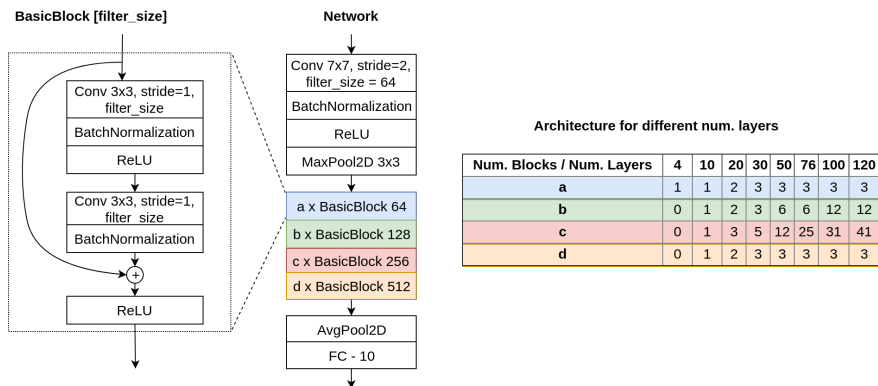 BasicBlock [filter_size]
Conv 3x3, stride=1,
filter_size
BatchNormalization
ReLU
Conv 3x3, stride=1,
filter_size
BatchNormalization
+
ReLU
Network
Conv 7x7, stride=2,
filter_size = 64
BatchNormalization
ReLU
MaxPool2D 3x3
a x BasicBlock 64
b x BasicBlock 128
c x BasicBlock 256
d x BasicBlock 512
AvgPool2D
FC - 10
Architecture for different num. layers
Num. Blocks / Num. Layers 4 10 20 30 50 76 100 120
a 1 1 2 3 3 3 3 3
b 0 1 2 3 6 6 12 12
c 0 1 3 5 12 25 31 41
d 0 1 2 3 3 3 3 3